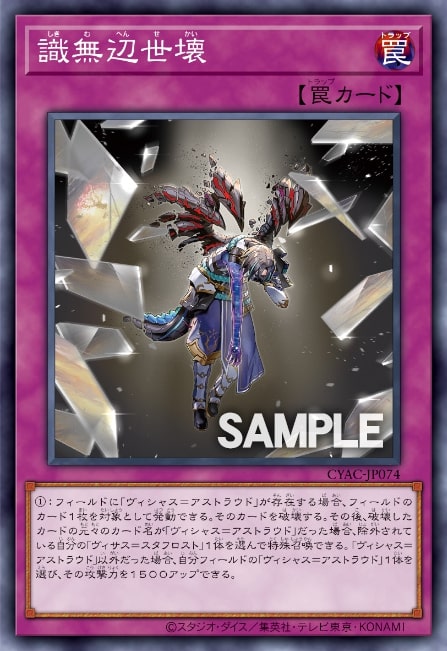 しき む へん せ かい
識無辺世壊
トラップ
罠
トラップ
【罠カード】
SAMPLE
CYAC-JP074
①:フィールドに「ヴィシャス=アストラウド」が存在する場合、フィールドの
カード1枚を対象として発動できる。そのカードを破壊する。その後、破壊した
カードの元々のカード名が「ヴィシャス=アストラウド」だった場合、除外されて
いる自分の「ヴィサス=スタフロスト」1体を選んで特殊召喚できる。「ヴィシャス=
アストラウド」以外だった場合、自分フィールドの「ヴィシャス=アストラウド」1体を
選び、その攻撃力を1500アップできる。
©スタジオ・ダイス/集英社・テレビ東京・KONAMI